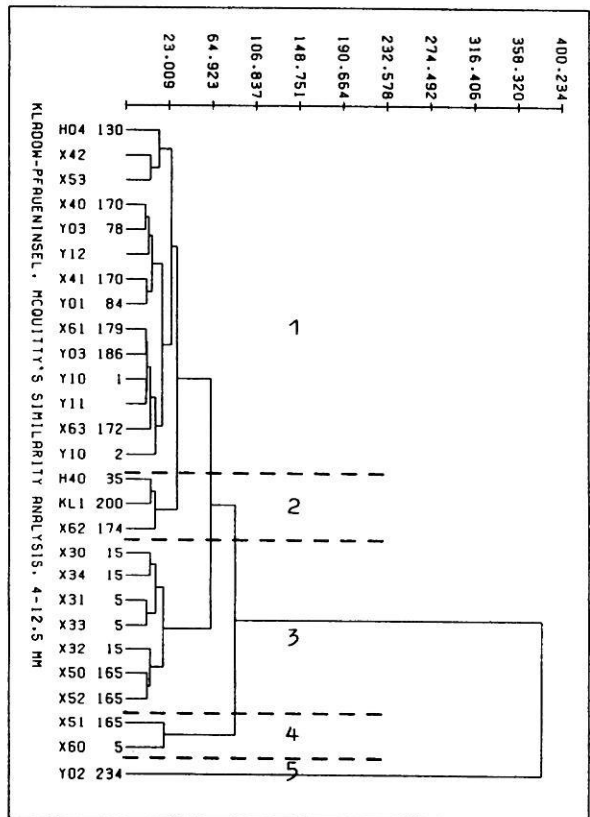 23.009
64.923
106.837
148.751
190.664
232.578
274.492
316.406
358.320
400.234
H04 130
X42
X53
X40 170
Y03 78
Y12
X41 170
Y01 84
X61 179
Y03 186
Y10 1
Y11
X63 172
Y10 2
H40 35
KL1 200
X62 174
X30 15
X34 15
X31 5
X33 5
X32 15
X50 165
X52 165
X51 165
X60 5
Y02 234
1
2
3
4
5
KLADOW-PFAUENINSEL, MCQUITTY'S SIMILARITY ANALYSIS, 4-12,5 MM